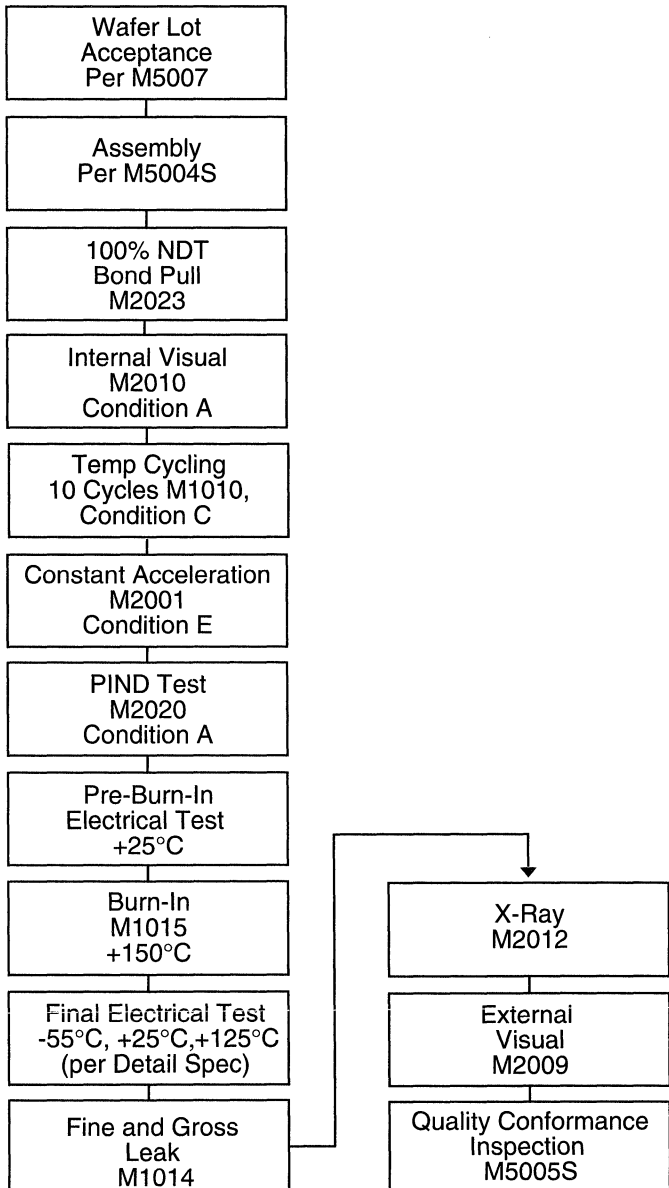 Wafer Lot
Acceptance
Per M5007
Assembly
Per M5004S
100% NDT
Bond Pull
M2023
Internal Visual
M2010
Condition A
Temp Cycling
10 Cycles M1010,
Condition C
Constant Acceleration
M2001
Condition E
PIND Test
M2020
Condition A
Pre-Burn-In
Electrical Test
+25°C
Burn-In
M1015
+150°C
Final Electrical Test
-55°C, +25°C,+125°C
(per Detail Spec)
Fine and Gross
Leak
M1014
X-Ray
M2012
External
Visual
M2009
Quality Conformance
Inspection
M5005S